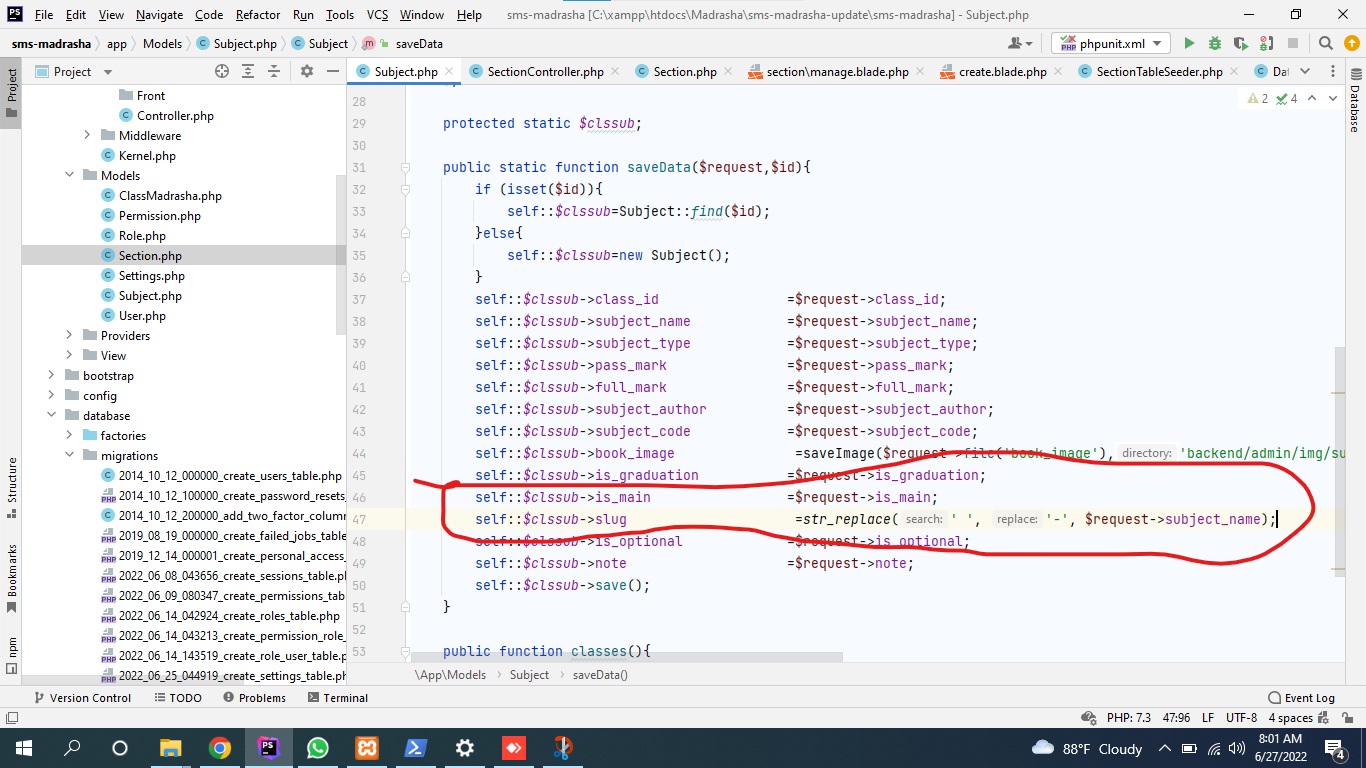 File Edit View Navigate Code Refactor Run Tools VCS Window Help sms-madrasha [C:\xampp\htdocs\Madrasha\sms-madrasha-update\sms-madrasha] - Subject.php
sms-madrasha app Models Subject.php Subject saveData phpunit.xml
Project
Subject.php SectionController.php Section.php section\manage.blade.php create.blade.php SectionTableSeeder.php Dat
Project
Structure
Bookmarks
npm
Database
Front
Controller.php
Middleware
Kernel.php
Models
ClassMadrasha.php
Permission.php
Role.php
Section.php
Settings.php
Subject.php
User.php
Providers
View
bootstrap
config
database
factories
migrations
2014_10_12_000000_create_users_table.php
2014_10_12_100000_create_password_resets_
2014_10_12_200000_add_two_factor_column
2019_08_19_000000_create_failed_jobs_table
2019_12_14_000001_create_personal_access_
2022_06_08_043656_create_sessions_table.ph
2022_06_09_080347_create_permissions_tab
2022_06_14_042924_create_roles_table.php
2022_06_14_043213_create_permission_role_
2022_06_14_143519_create_role_user_table.p
2022_06_25_044919_create_settings_table.ph
2 4
28
29 protected static $clssub;
30
31 public static function saveData($request,$id){
32 if (isset($id)){
33 self::$clssub=Subject::find($id);
34 }else{
35 self::$clssub=new Subject();
36 }
37 self::$clssub->class_id =$request->class_id;
38 self::$clssub->subject_name =$request->subject_name;
39 self::$clssub->subject_type =$request->subject_type;
40 self::$clssub->pass_mark =$request->pass_mark;
41 self::$clssub->full_mark =$request->full_mark;
42 self::$clssub->subject_author =$request->subject_author;
43 self::$clssub->subject_code =$request->subject_code;
44 self::$clssub->book_image =saveImage($request->file('book_image'), directory: 'backend/admin/img/su
45 self::$clssub->is_graduation =$request->is_graduation;
46 self::$clssub->is_main =$request->is_main;
47 self::$clssub->slug =str_replace( search: ' ', replace: '-', $request->subject_name);
48 self::$clssub->is_optional =$request->is_optional;
49 self::$clssub->note =$request->note;
50 self::$clssub->save();
51 }
52
53 public function classes(){
\App\Models Subject saveData()
Version Control TODO Problems Terminal Event Log
PHP: 7.3 47:96 LF UTF-8 4 spaces
88°F Cloudy 8:01 AM
6/27/2022 4